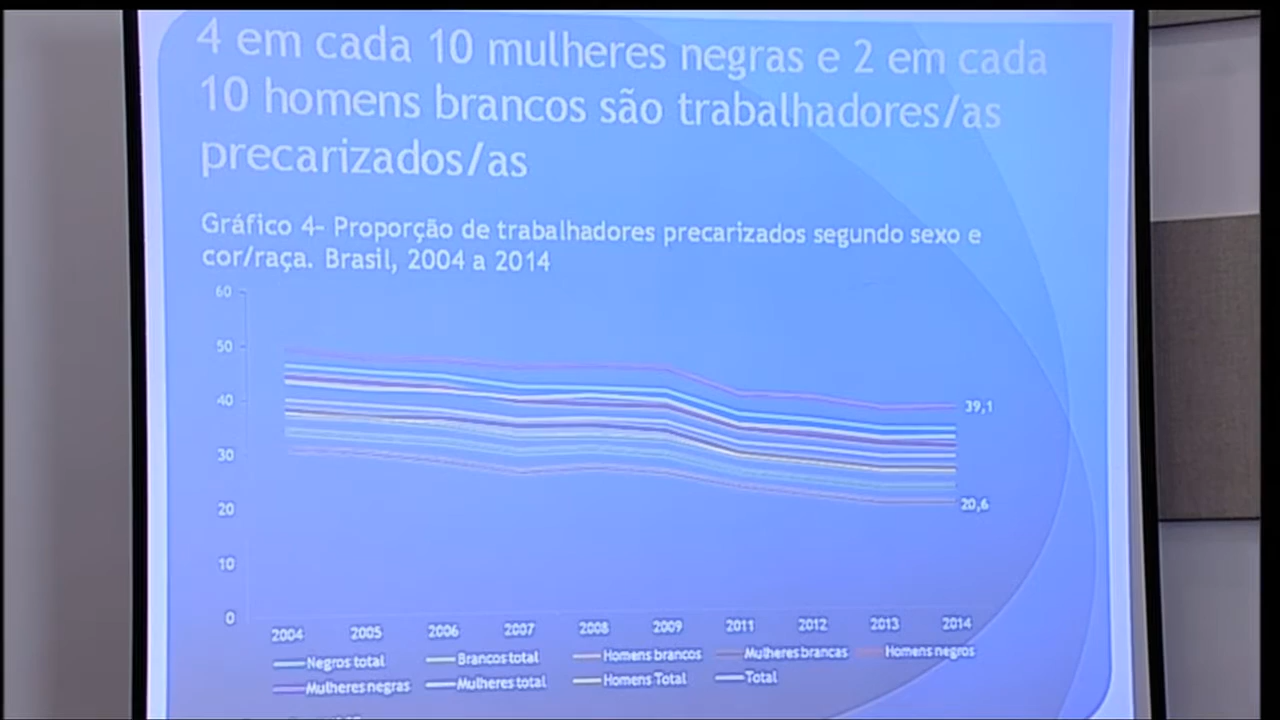 4 em cada 10 mulheres negras e 2 em cada
10 homens brancos são trabalhadores/as
precarizados/as
Gráfico 4- Proporção de trabalhadores precarizados segundo sexo e
cor/raça. Brasil, 2004 a 2014
60
50
40
39,1
30
20,6
20
10
0
2004 2005 2006 2007 2008 2009 2011 2012 2013 2014
Negros total Brancos total Homens brancos Mulheres brancas Homens negros
Mulheres negras Mulheres total Homens Total Total